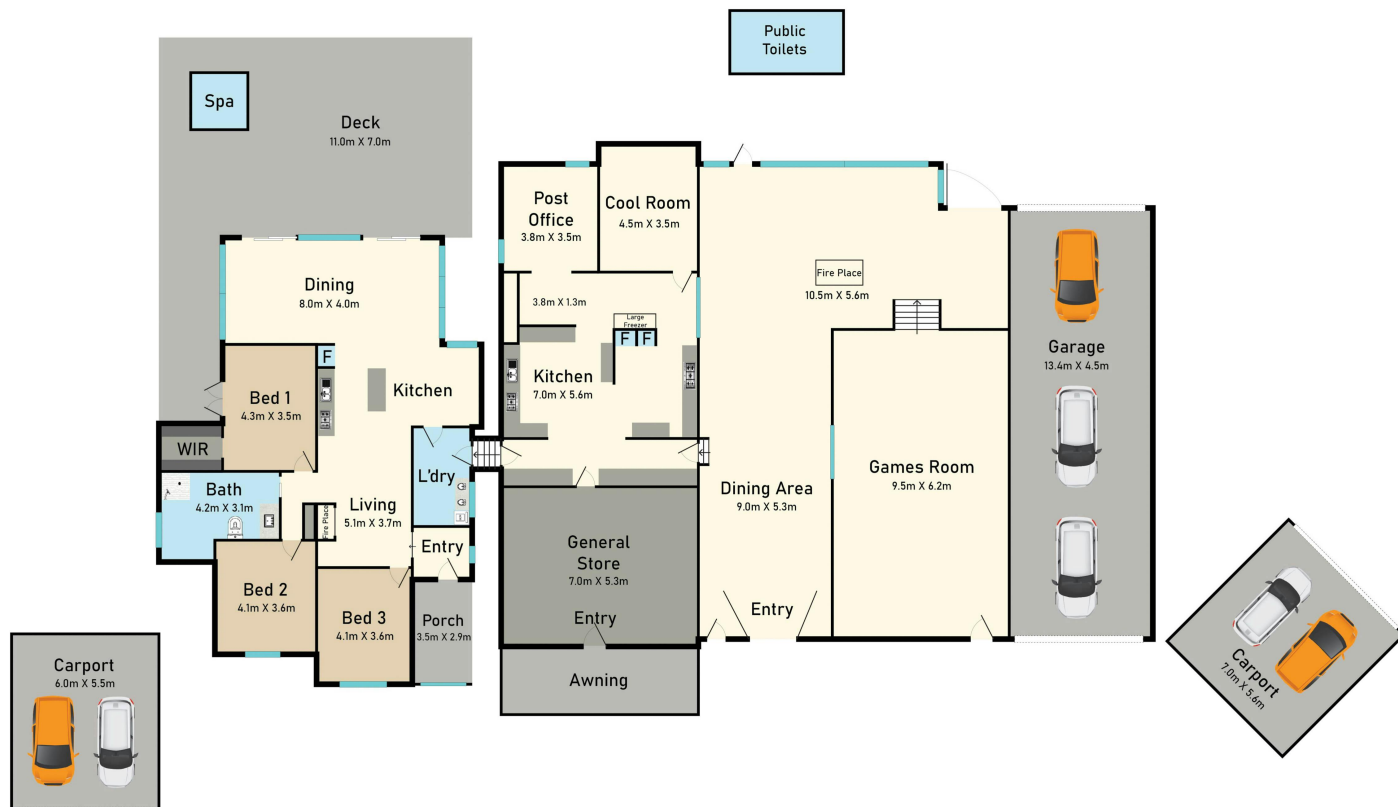 Public
Toilets
Spa
Deck
11.0m X 7.0m
Post
Office
3.8m X 3.5m
Cool Room
4.5m X 3.5m
Dining
8.0m X 4.0m
3.8m X 1.3m
Large
Freezer
F F
Fire Place
10.5m X 5.6m
Garage
13.4m X 4.5m
F
Bed 1
4.3m X 3.5m
Kitchen
Kitchen
7.0m X 5.6m
WIR
L'dry
Bath
4.2m X 3.1m
Living
5.1m X 3.7m
Fire Place
Entry
Games Room
9.5m X 6.2m
Dining Area
9.0m X 5.3m
General
Store
7.0m X 5.3m
Entry
Entry
Bed 2
4.1m X 3.6m
Bed 3
4.1m X 3.6m
Porch
3.5m X 2.9m
Awning
Carport
6.0m X 5.5m
Carport
7.0m X 5.6m